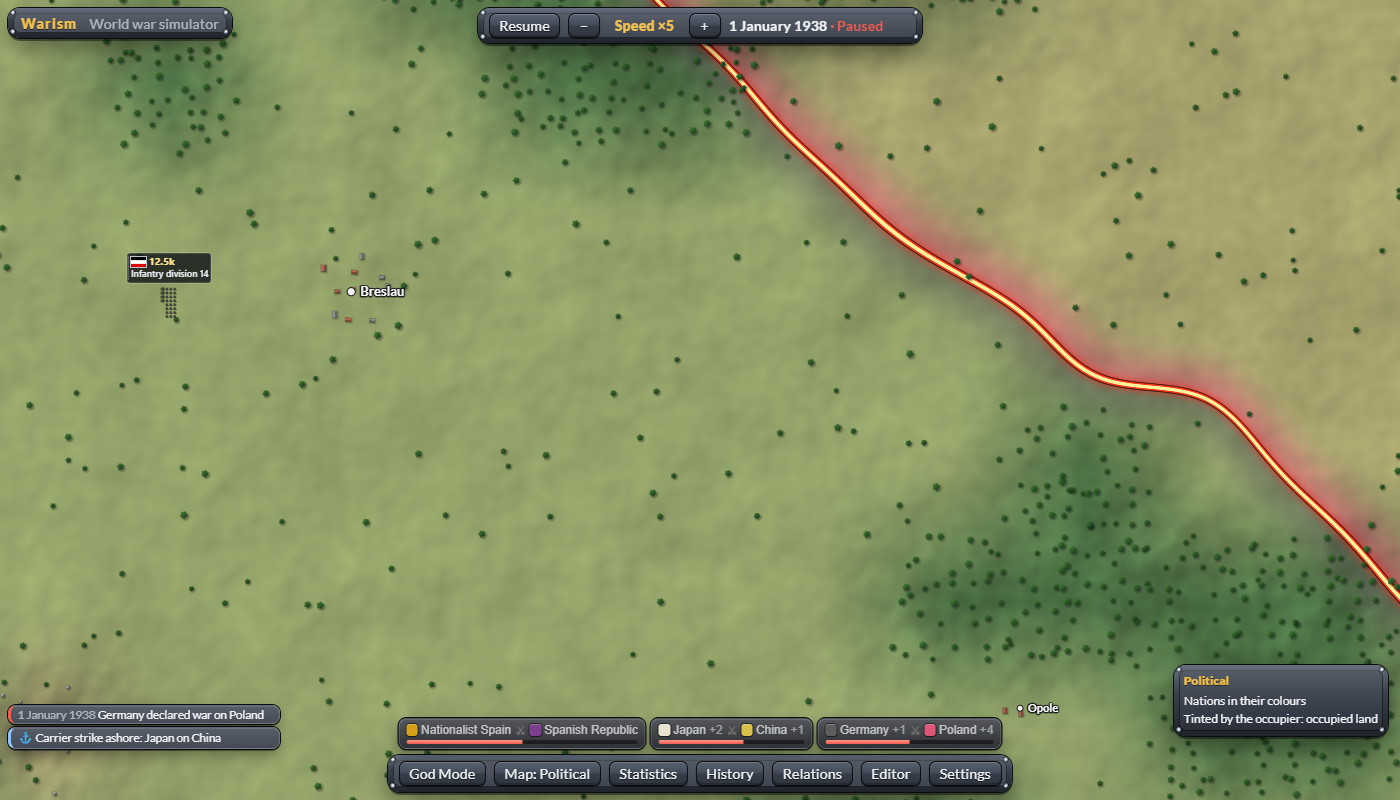 Warism World war simulator
Resume − Speed ×5 + 1 January 1938 · Paused
12.5k
Infantry division 14
Breslau
Opole
Political
Nations in their colours
Tinted by the occupier: occupied land
1 January 1938 Germany declared war on Poland
Carrier strike ashore: Japan on China
Nationalist Spain Spanish Republic
Japan +2 China +1
Germany +1 Poland +4
God Mode Map: Political Statistics History Relations Editor Settings